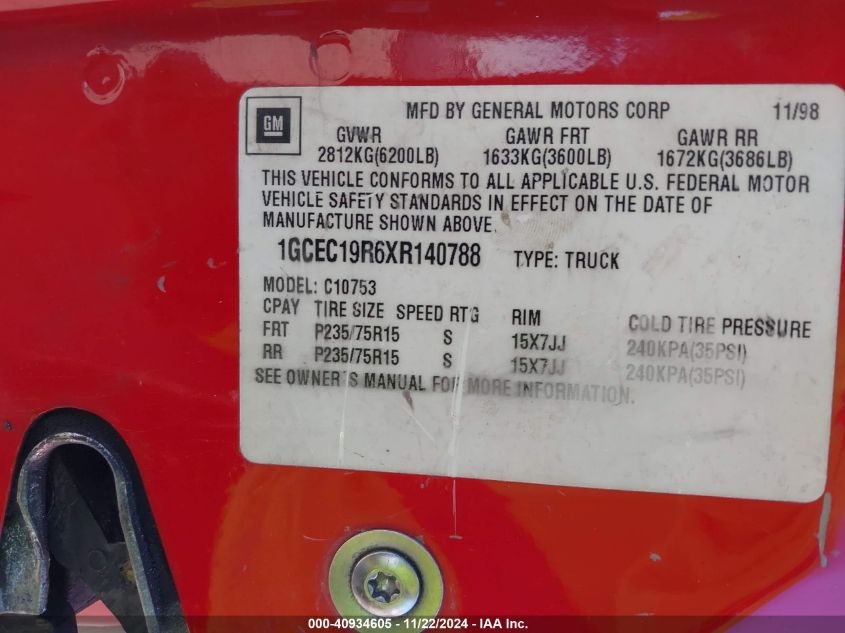 GM MFD BY GENERAL MOTORS CORP 11/98
GVWR GAWR FRT GAWR RR
2812KG(6200LB) 1633KG(3600LB) 1672KG(3686LB)
THIS VEHICLE CONFORMS TO ALL APPLICABLE U.S. FEDERAL MOTOR
VEHICLE SAFETY STANDARDS IN EFFECT ON THE DATE OF
MANUFACTURE SHOWN ABOVE.
1GCEC19R6XR140788 TYPE: TRUCK
MODEL: C10753
CPAY TIRE SIZE SPEED RTG RIM COLD TIRE PRESSURE
FRT P235/75R15 S 15X7JJ 240KPA(35PSI)
RR P235/75R15 S 15X7JJ 240KPA(35PSI)
SEE OWNER'S MANUAL FOR MORE INFORMATION.
000-40934605 - 11/22/2024 - IAA Inc.